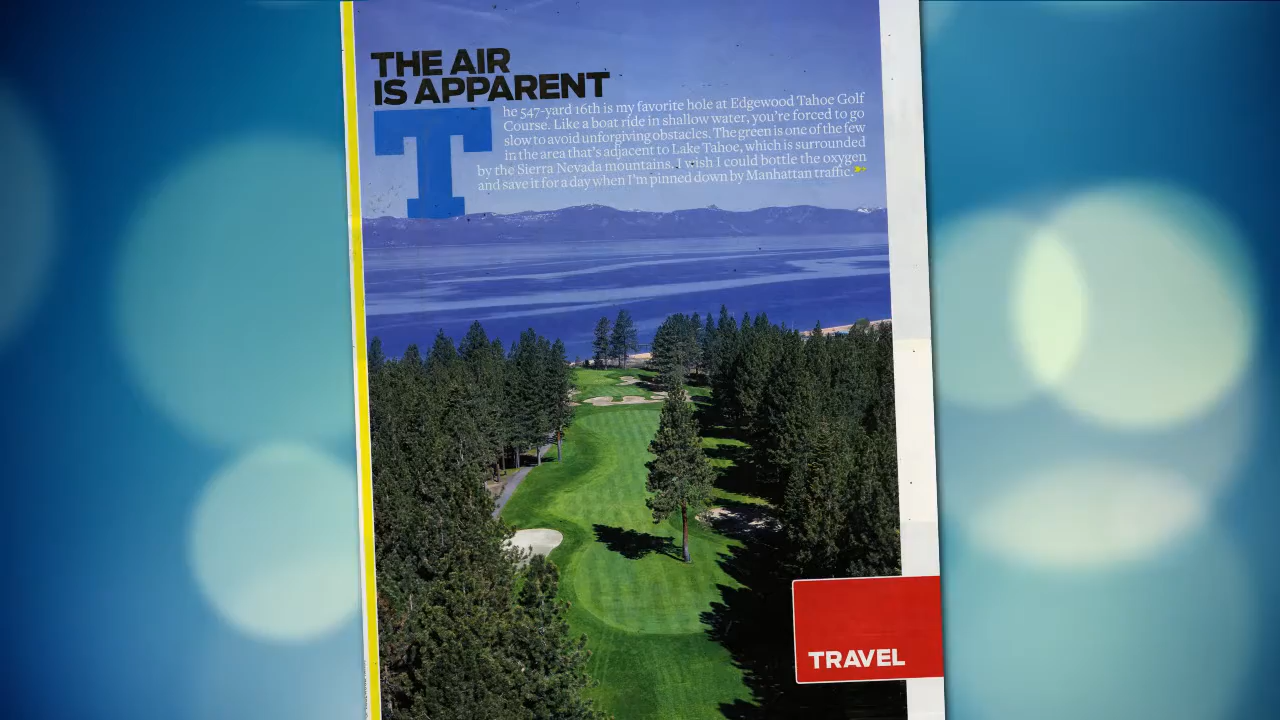 THE AIR
IS APPARENT
The 547-yard 16th is my favorite hole at Edgewood Tahoe Golf
Course. Like a boat ride in shallow water, you’re forced to go
slow to avoid unforgiving obstacles. The green is one of the few
in the area that’s adjacent to Lake Tahoe, which is surrounded
by the Sierra Nevada mountains. I wish I could bottle the oxygen
and save it for a day when I’m pinned down by Manhattan traffic.
TRAVEL